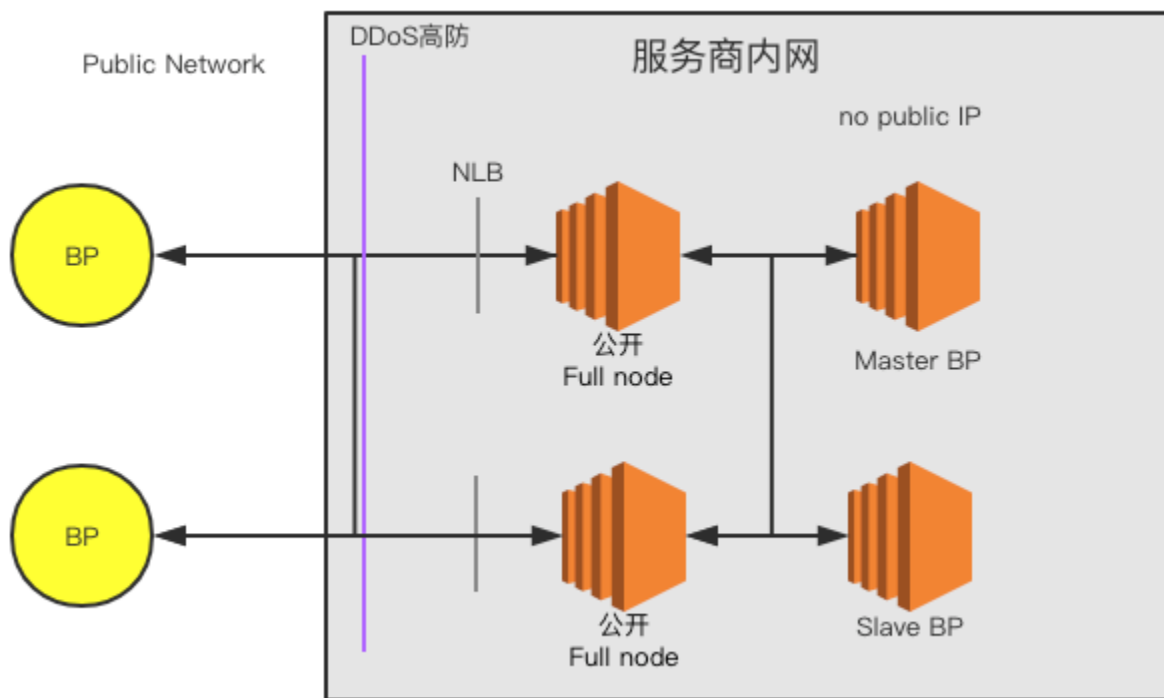 DDoS高防
Public Network
服务商内网
no public IP
NLB
BP
公开
Full node
Master BP
BP
公开
Full node
Slave BP